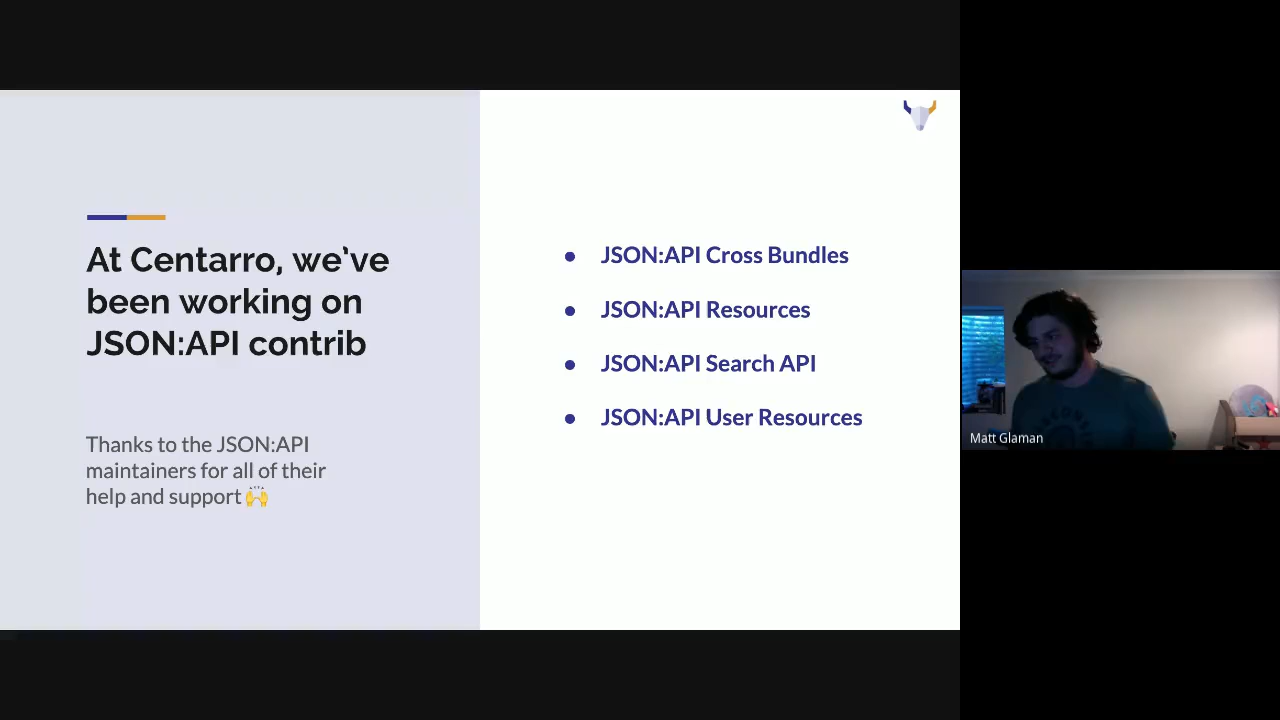 At Centarro, we've
been working on
JSON:API contrib
Thanks to the JSON:API
maintainers for all of their
help and support 🙌
● JSON:API Cross Bundles
● JSON:API Resources
● JSON:API Search API
● JSON:API User Resources
Matt Glaman